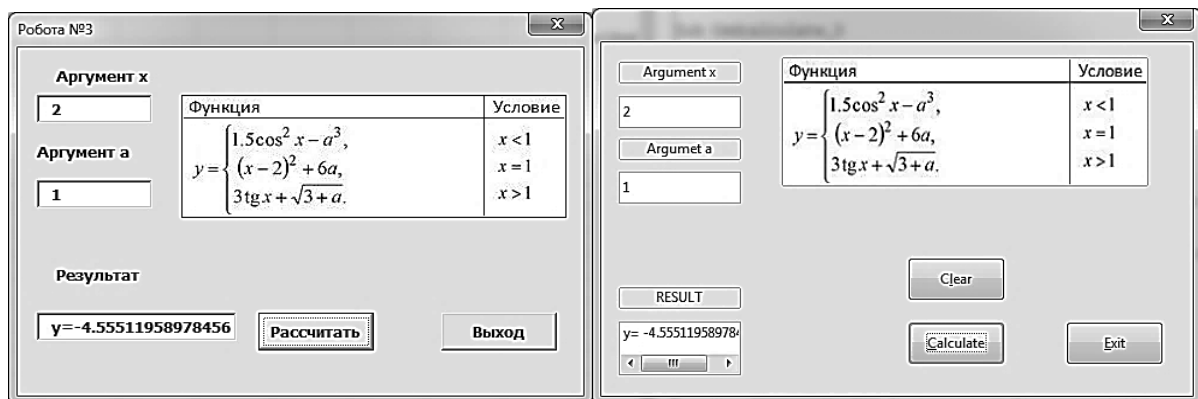 Робота №3
Аргумент x
2
Аргумент a
1
Функция Условие
y = { 1.5cos² x − a³, x < 1
(x − 2)² + 6a, x = 1
3tg x + √3 + a. x > 1
Результат
y=-4.55511958978456
Рассчитать
Выход
Argument x
2
Argumet a
1
Функция Условие
y = { 1.5cos² x − a³, x < 1
(x − 2)² + 6a, x = 1
3tg x + √3 + a. x > 1
Clear
RESULT
y= -4.5551195897
Calculate
Exit